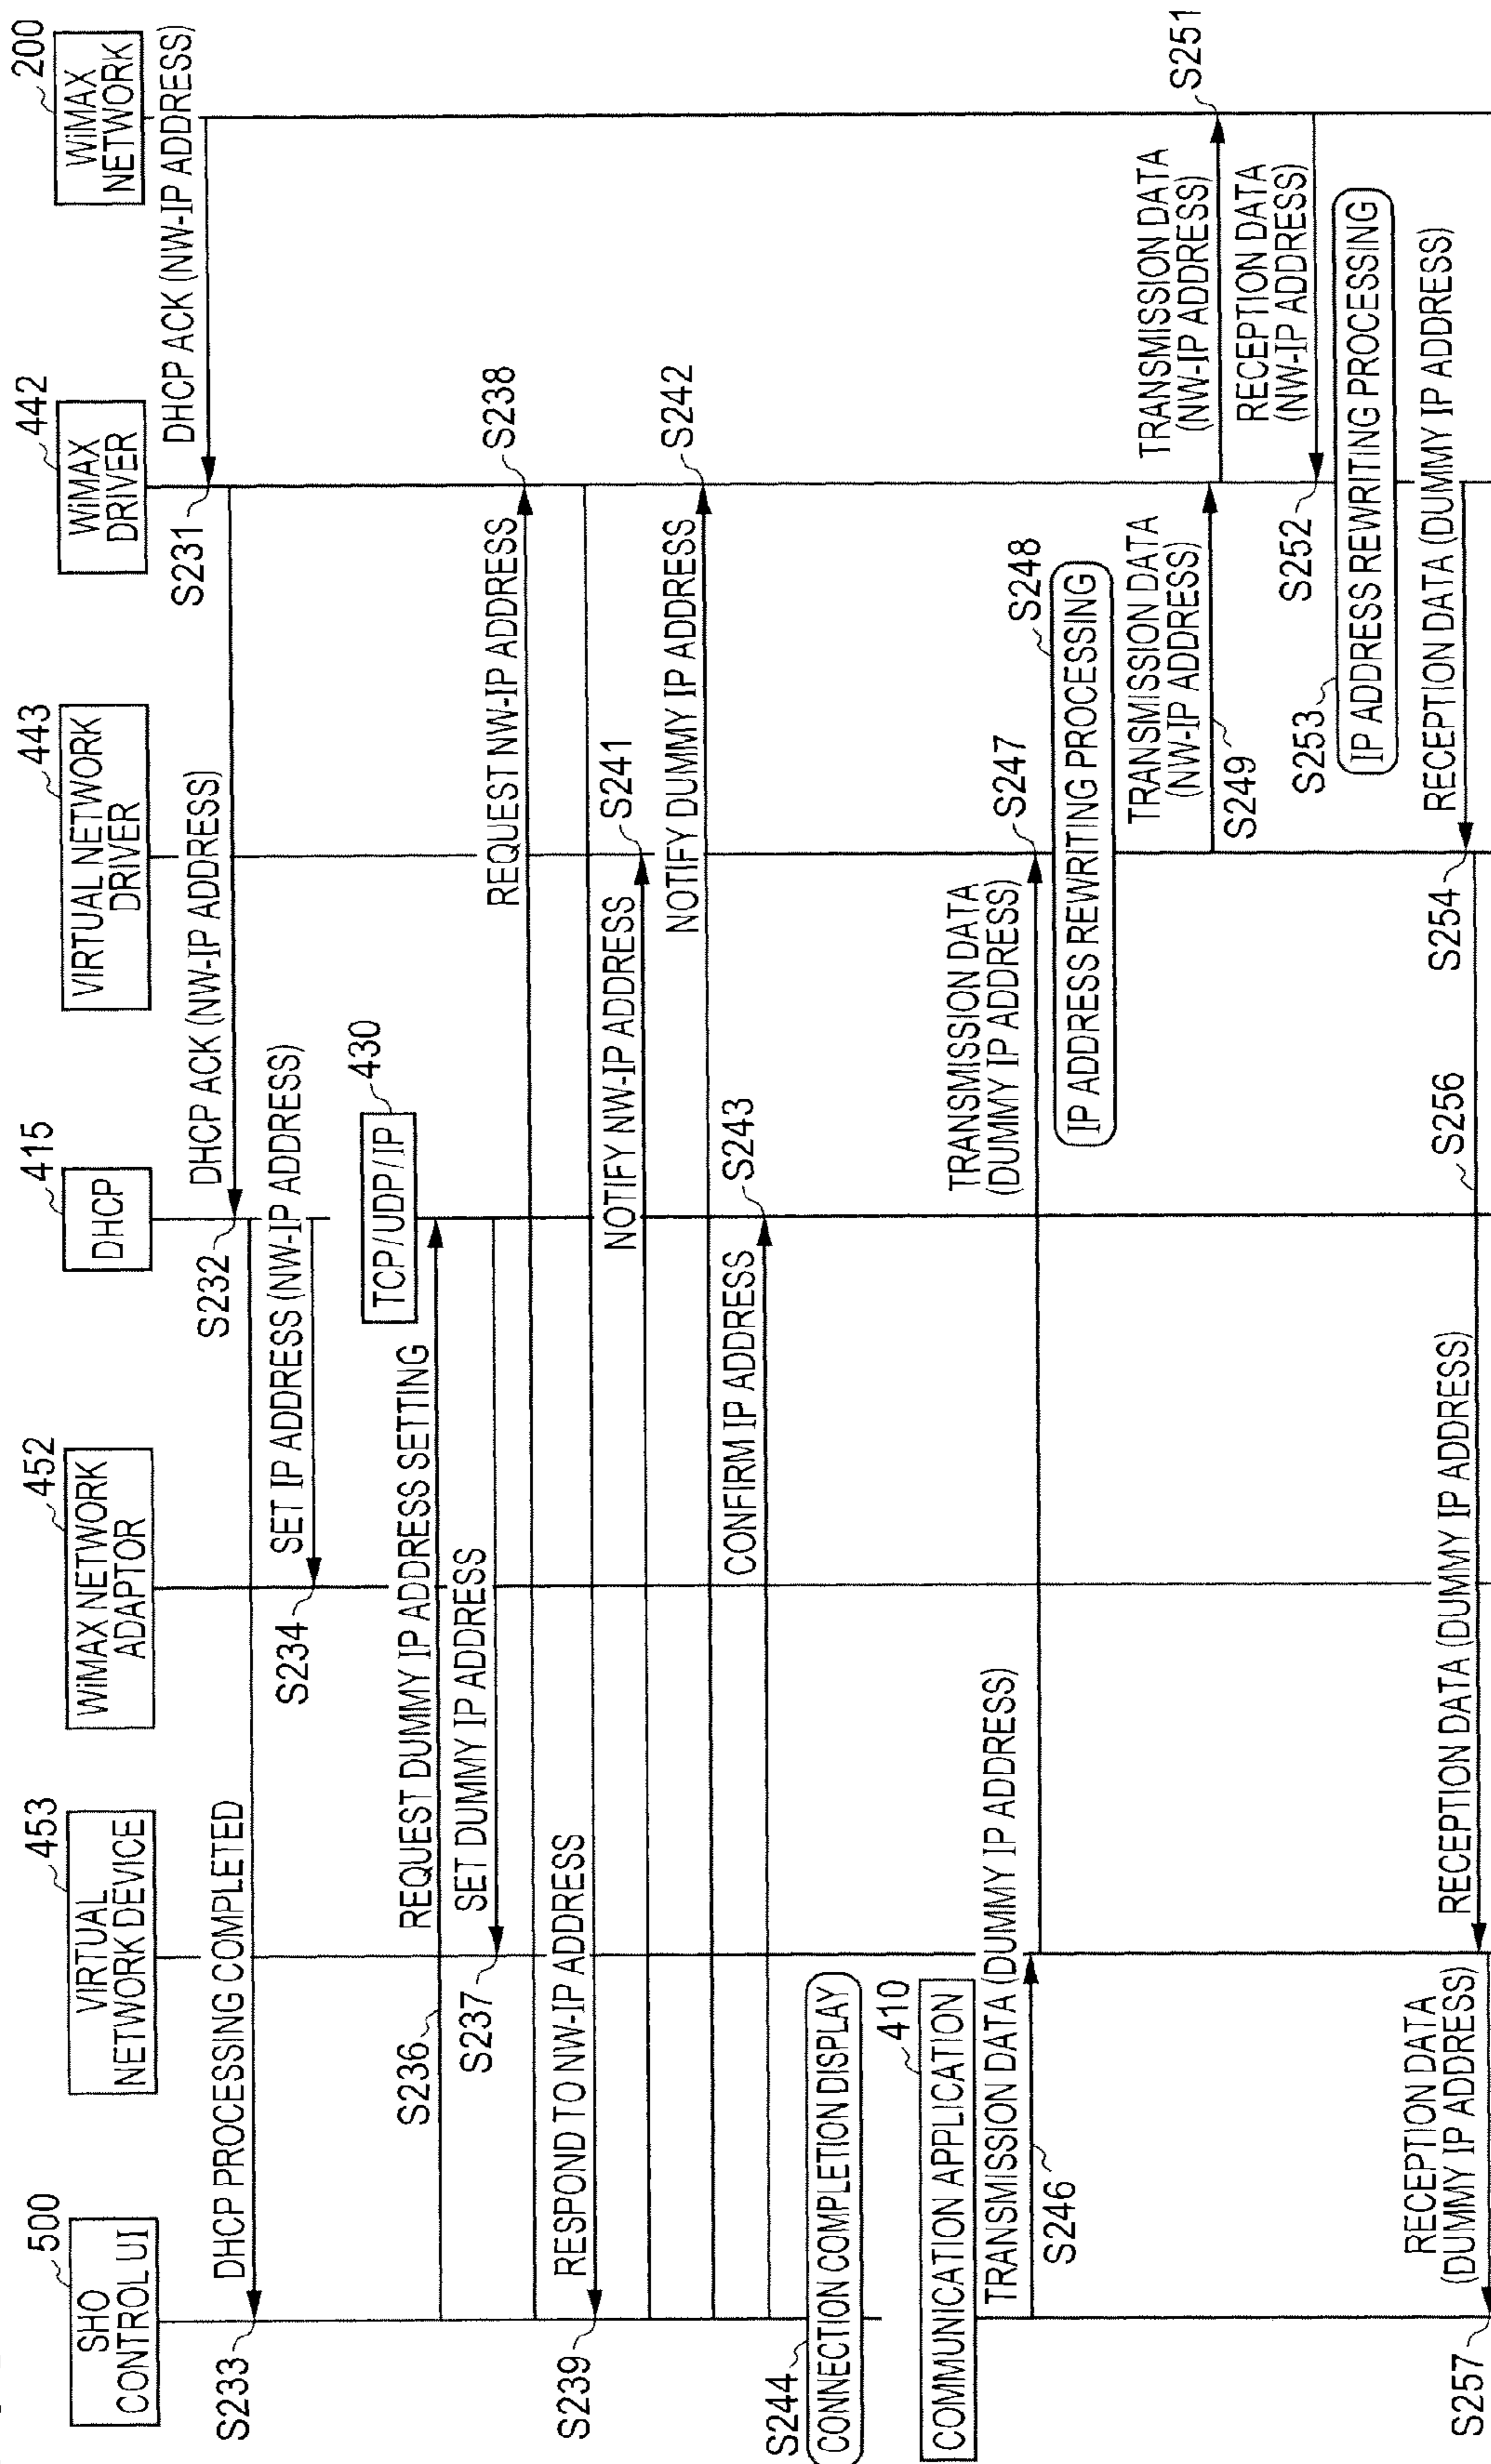 500
SHO
CONTROL UI
453
VIRTUAL
NETWORK DEVICE
452
WiMAX NETWORK
ADAPTOR
415
DHCP
443
VIRTUAL NETWORK
DRIVER
442
WiMAX
DRIVER
200
WiMAX
NETWORK
DHCP ACK (NW-IP ADDRESS)
S231
DHCP ACK (NW-IP ADDRESS)
S232
DHCP PROCESSING COMPLETED
S233
SET IP ADDRESS (NW-IP ADDRESS)
S234
430
TCP/UDP/IP
REQUEST DUMMY IP ADDRESS SETTING
S236
SET DUMMY IP ADDRESS
S237
REQUEST NW-IP ADDRESS
S238
RESPOND TO NW-IP ADDRESS
S239
NOTIFY NW-IP ADDRESS
S241
NOTIFY DUMMY IP ADDRESS
S242
CONFIRM IP ADDRESS
S243
S244
CONNECTION COMPLETION DISPLAY
410
COMMUNICATION APPLICATION
TRANSMISSION DATA (DUMMY IP ADDRESS)
S246
TRANSMISSION DATA
(DUMMY IP ADDRESS)
S247
S248
IP ADDRESS REWRITING PROCESSING
TRANSMISSION DATA
(NW-IP ADDRESS)
S249
TRANSMISSION DATA
(NW-IP ADDRESS)
S251
RECEPTION DATA
(NW-IP ADDRESS)
S252
S253
IP ADDRESS REWRITING PROCESSING
RECEPTION DATA (DUMMY IP ADDRESS)
S254
S256
RECEPTION DATA (DUMMY IP ADDRESS)
RECEPTION DATA
(DUMMY IP ADDRESS)
S257